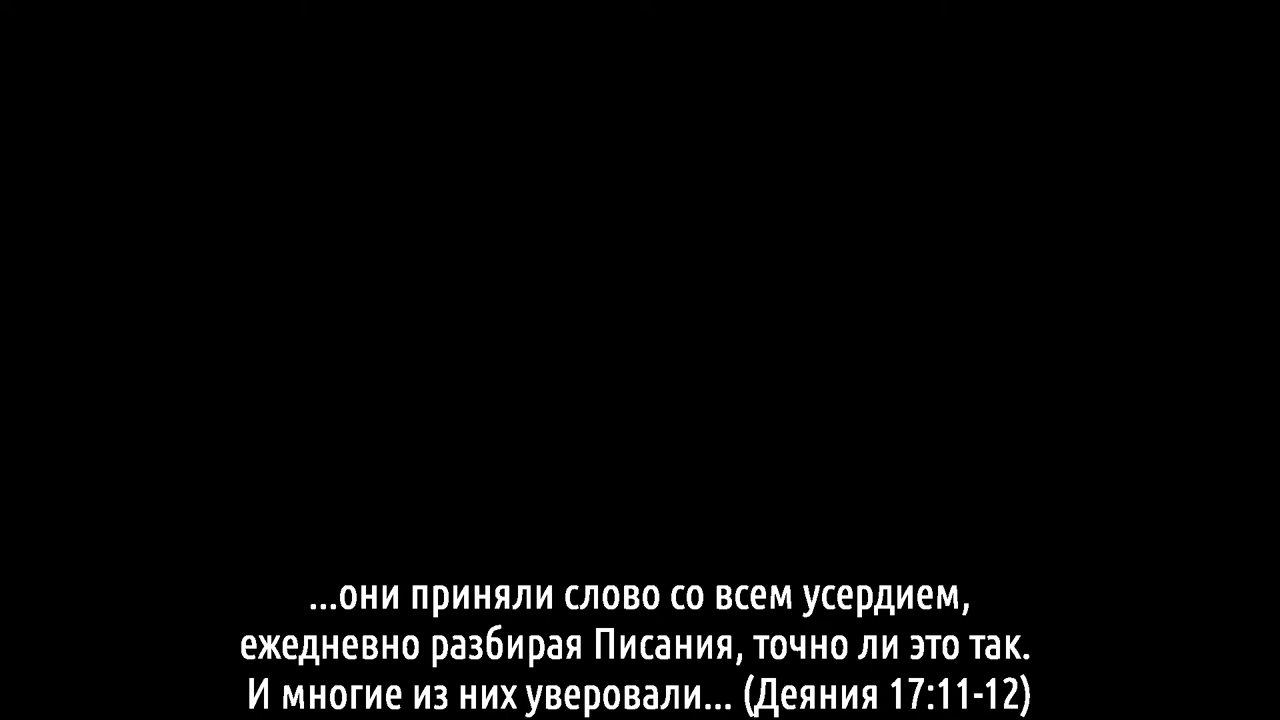 ...они приняли слово со всем усердием,
ежедневно разбирая Писания, точно ли это так.
И многие из них уверовали... (Деяния 17:11-12)